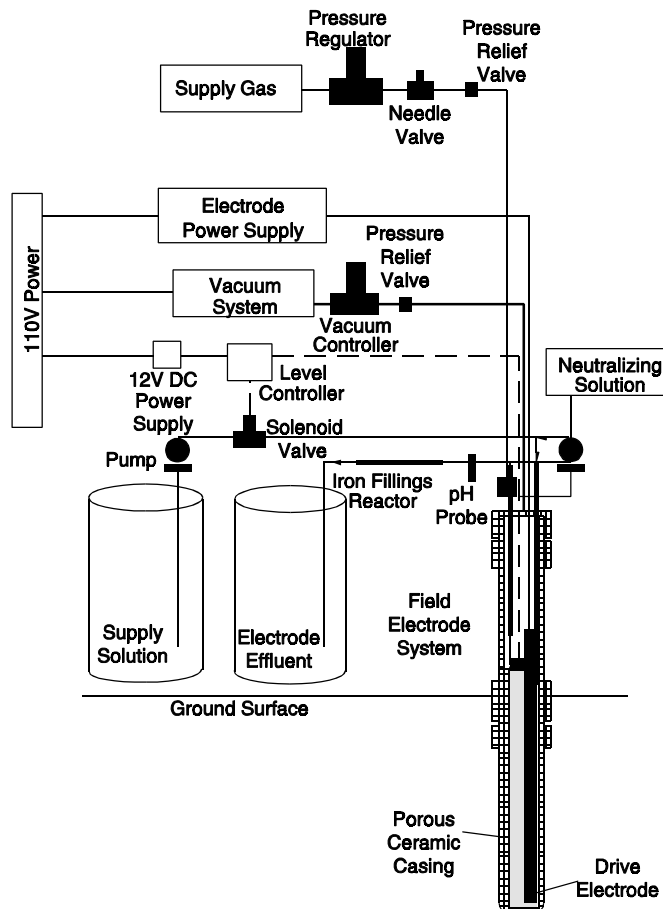 Pressure
Regulator
Pressure
Relief
Valve
Supply Gas
Needle
Valve
Electrode
Power Supply
Pressure
Relief
Valve
110V Power
Vacuum
System
Vacuum
Controller
Neutralizing
Solution
12V DC
Power
Supply
Level
Controller
Solenoid
Valve
Pump
Iron Fillings
Reactor
pH
Probe
Supply
Solution
Electrode
Effluent
Field
Electrode
System
Ground Surface
Porous
Ceramic
Casing
Drive
Electrode